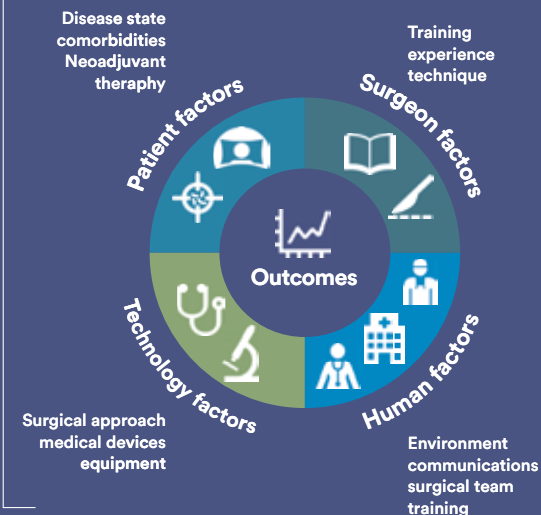 Disease state
comorbidities
Neoadjuvant
theraphy
Training
experience
technique
Patient factors
Surgeon factors
Outcomes
Technology factors
Human factors
Surgical approach
medical devices
equipment
Environment
communications
surgical team
training